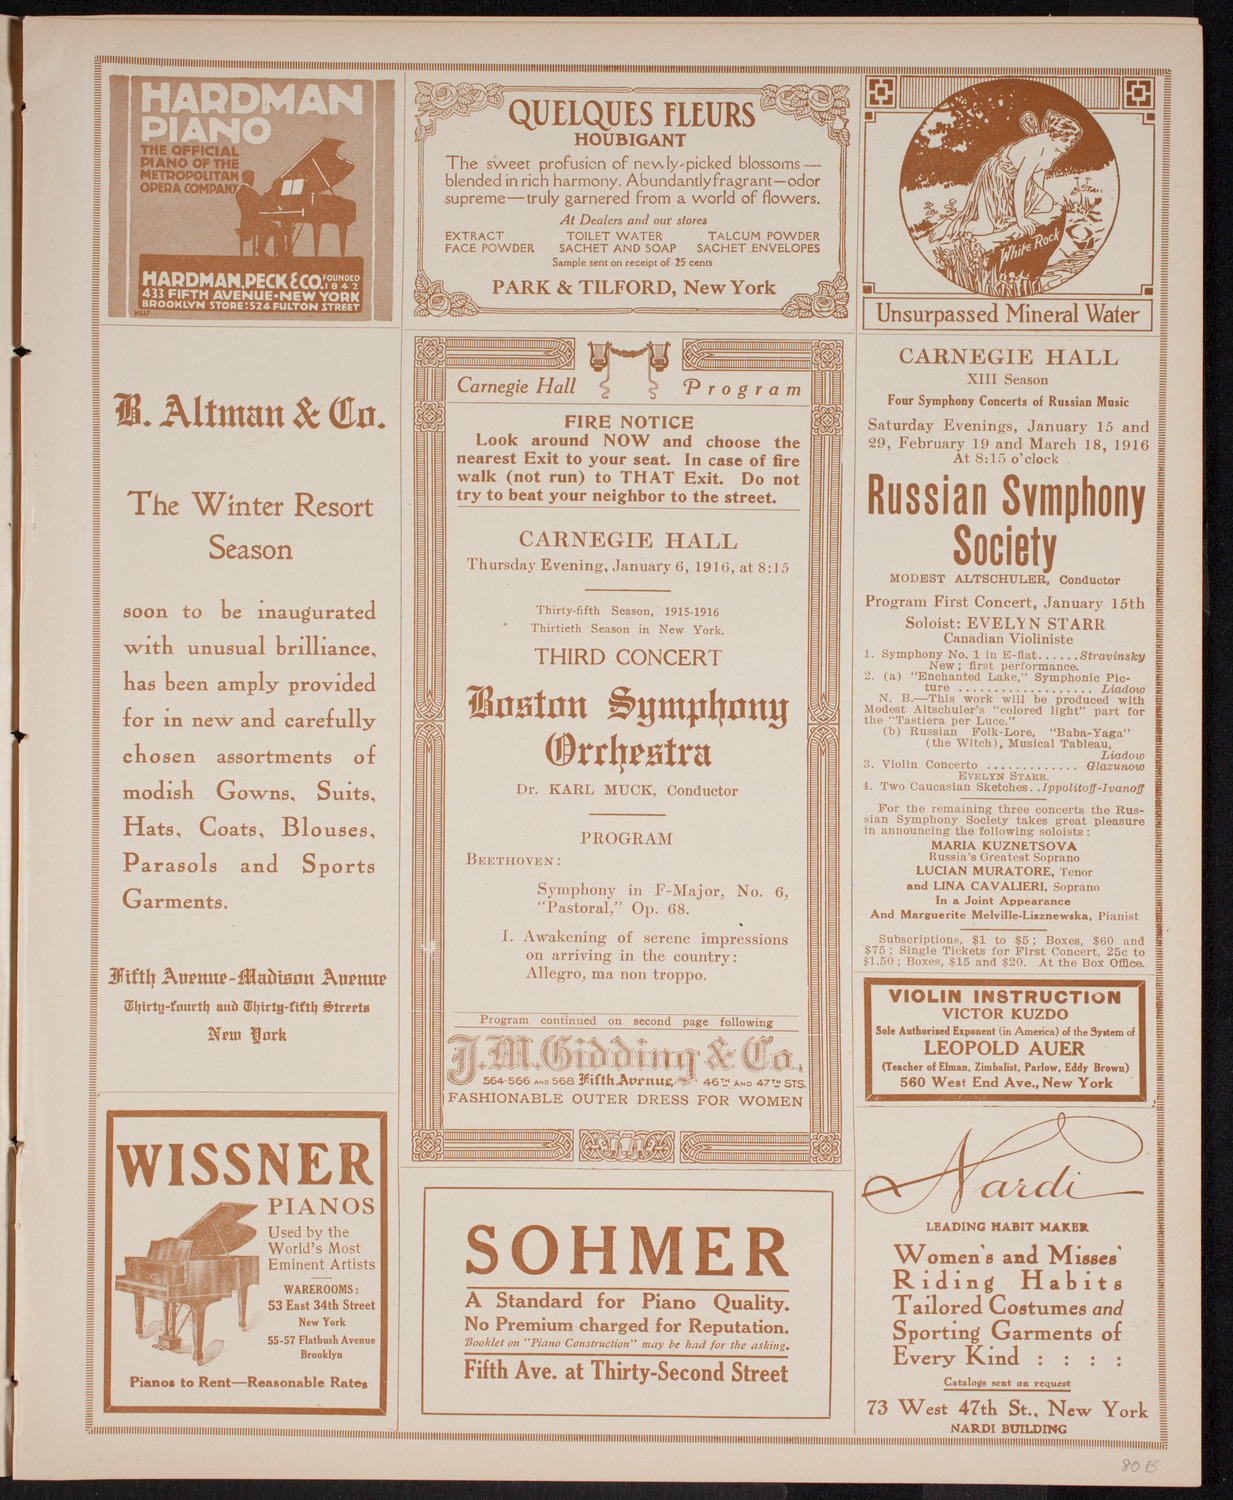 HARDMAN
PIANO
THE OFFICIAL
PIANO OF THE
METROPOLITAN
OPERA COMPANY
HARDMAN, PECK & CO. FOUNDED 1842
433 FIFTH AVENUE-NEW YORK
BROOKLYN STORE: 524 FULTON STREET
B. Altman & Co.
The Winter Resort
Season
soon to be inaugurated
with unusual brilliance,
has been amply provided
for in new and carefully
chosen assortments of
modish Gowns, Suits,
Hats, Coats, Blouses,
Parasols and Sports
Garments.
Fifth Avenue-Madison Avenue
Thirty-fourth and Thirty-fifth Streets
New York
WISSNER
PIANOS
Used by the
World's Most
Eminent Artists
WAREROOMS:
53 East 34th Street
New York
55-57 Flatbush Avenue
Brooklyn
Pianos to Rent—Reasonable Rates
QUELQUES FLEURS
HOUBIGANT
The sweet profusion of newly-picked blossoms —
blended in rich harmony. Abundantly fragrant—odor
supreme—truly garnered from a world of flowers.
At Dealers and our stores
EXTRACT TOILET WATER TALCUM POWDER
FACE POWDER SACHET AND SOAP SACHET ENVELOPES
Sample sent on receipt of 25 cents
PARK & TILFORD, New York
Carnegie Hall Program
FIRE NOTICE
Look around NOW and choose the
nearest Exit to your seat. In case of fire
walk (not run) to THAT Exit. Do not
try to beat your neighbor to the street.
CARNEGIE HALL
Thursday Evening, January 6, 1916, at 8:15
Thirty-fifth Season, 1915-1916
Thirtieth Season in New York.
THIRD CONCERT
Boston Symphony
Orchestra
Dr. KARL MUCK, Conductor
PROGRAM
BEETHOVEN:
Symphony in F-Major, No. 6,
"Pastoral," Op. 68.
I. Awakening of serene impressions
on arriving in the country:
Allegro, ma non troppo.
Program continued on second page following
J.M. Gidding & Co.
564-566 AND 568 Fifth Avenue, 46TH AND 47TH STS.
FASHIONABLE OUTER DRESS FOR WOMEN
SOHMER
A Standard for Piano Quality.
No Premium charged for Reputation.
Booklet on "Piano Construction" may be had for the asking.
Fifth Ave. at Thirty-Second Street
White Rock
Unsurpassed Mineral Water
CARNEGIE HALL
XIII Season
Four Symphony Concerts of Russian Music
Saturday Evenings, January 15 and
29, February 19 and March 18, 1916
At 8:15 o'clock
Russian Symphony
Society
MODEST ALTSCHULER, Conductor
Program First Concert, January 15th
Soloist: EVELYN STARR
Canadian Violiniste
1. Symphony No. 1 in E-flat......Stravinsky
New; first performance.
2. (a) "Enchanted Lake," Symphonic Pic-
ture .................. Liadow
N. B.—This work will be produced with
Modest Altschuler's "colored light" part for
the "Tastiera per Luce."
(b) Russian Folk-Lore, "Baba-Yaga"
(the Witch), Musical Tableau,
Liadow
3. Violin Concerto ............. Glazunow
EVELYN STARR.
4. Two Caucasian Sketches..Ippolitoff-Ivanoff
For the remaining three concerts the Rus-
sian Symphony Society takes great pleasure
in announcing the following soloists:
MARIA KUZNETSOVA
Russia's Greatest Soprano
LUCIAN MURATORE, Tenor
and LINA CAVALIERI, Soprano
In a Joint Appearance
And Marguerite Melville-Lisznewska, Pianist
Subscriptions, $1 to $5; Boxes, $60 and
$75; Single Tickets for First Concert, 25c to
$1.50; Boxes, $15 and $20. At the Box Office.
VIOLIN INSTRUCTION
VICTOR KUZDO
Sole Authorized Exponent (in America) of the System of
LEOPOLD AUER
(Teacher of Elman, Zimbalist, Parlow, Eddy Brown)
560 West End Ave., New York
Nardi
LEADING HABIT MAKER
Women's and Misses'
Riding Habits
Tailored Costumes and
Sporting Garments of
Every Kind : : : :
Catalogs sent on request
73 West 47th St., New York
NARDI BUILDING
80 B